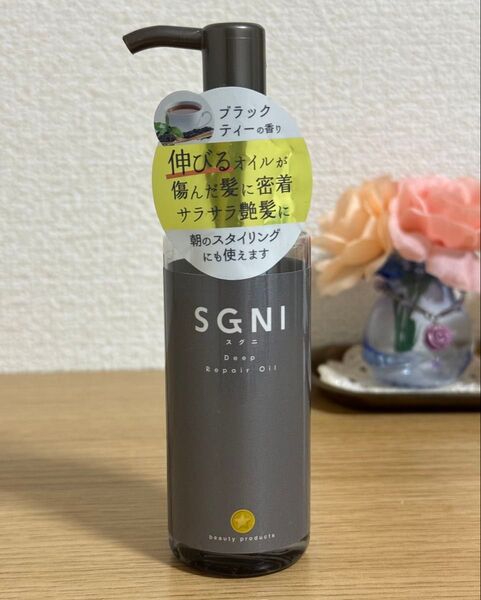 ブラック
ティーの香り
伸びるオイルが
傷んだ髪に密着
サラサラ艶髪に
朝のスタイリング
にも使えます
SGNI
スグニ
Deep
Repair Oil
beauty products